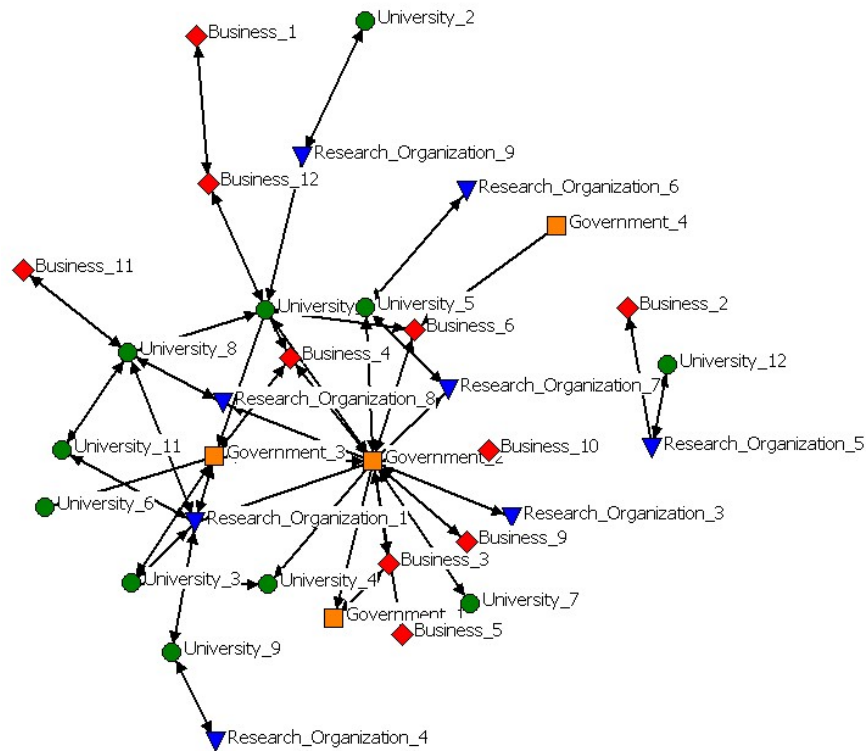 Business_1
University_2
Research_Organization_9
Business_12
Research_Organization_6
Government_4
Business_11
University_5
Business_2
Business_6
University_8
Business_4
University_12
Research_Organization_7
Research_Organization_8
University_11
Government_3
Business_10
Research_Organization_5
University_6
Research_Organization_1
Research_Organization_3
Business_9
Business_3
University_3
University_4
University_7
Business_5
University_9
Research_Organization_4